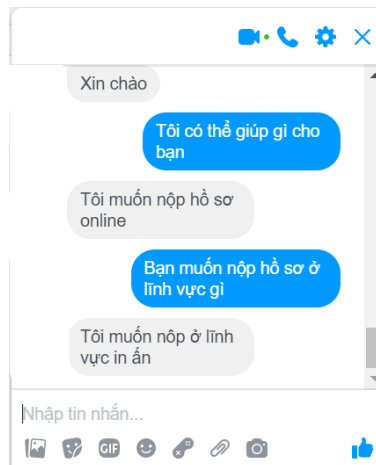 Xin chào
Tôi có thể giúp gì cho
bạn
Tôi muốn nộp hồ sơ
online
Bạn muốn nộp hồ sơ ở
lĩnh vực gì
Tôi muốn nộp ở lĩnh
vực in ấn
Nhập tin nhắn...
GIF